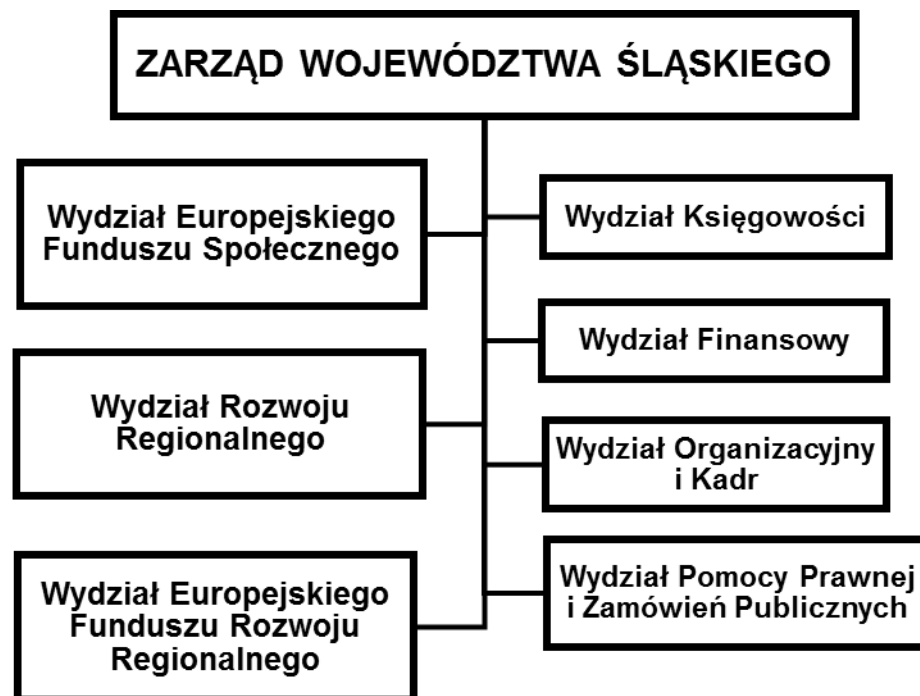 ZARZĄD WOJEWÓDZTWA ŚLĄSKIEGO
Wydział Europejskiego
Funduszu Społecznego
Wydział Rozwoju
Regionalnego
Wydział Europejskiego
Funduszu Rozwoju
Regionalnego
Wydział Księgowości
Wydział Finansowy
Wydział Organizacyjny
i Kadr
Wydział Pomocy Prawnej
i Zamówień Publicznych